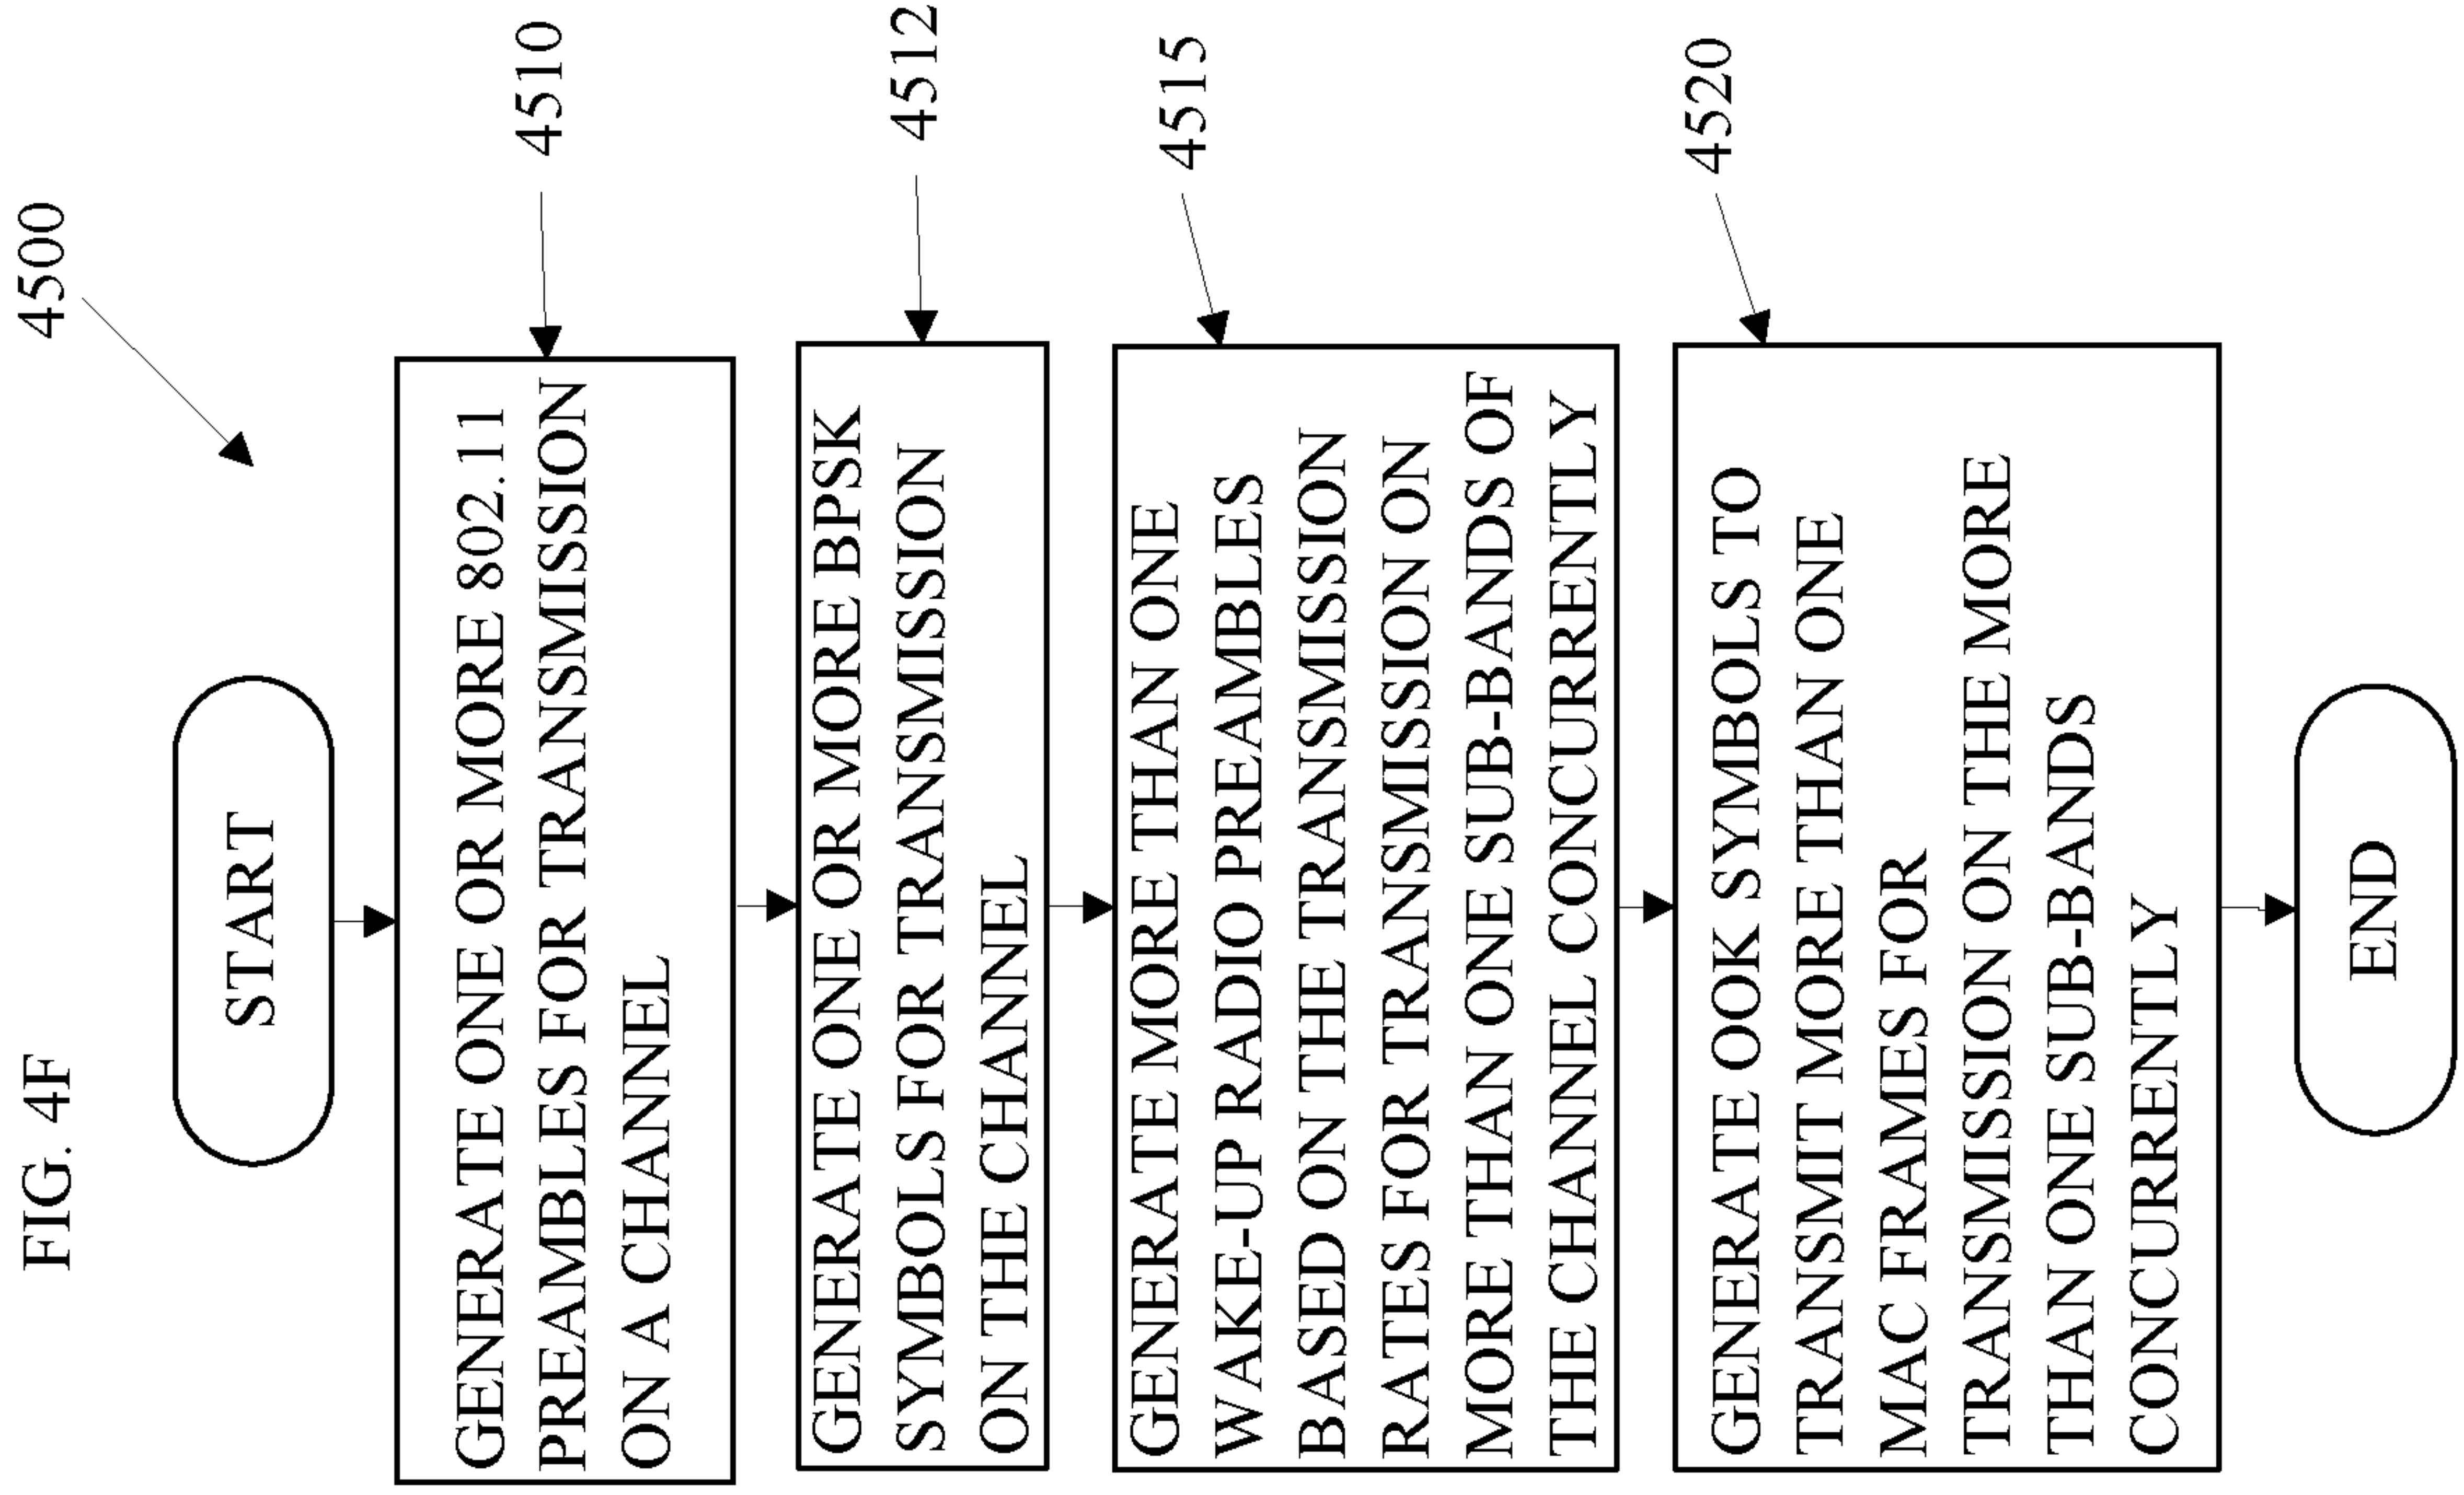 FIG. 4F
4500
START
GENERATE ONE OR MORE 802.11
PREAMBLES FOR TRANSMISSION
ON A CHANNEL
4510
GENERATE ONE OR MORE BPSK
SYMBOLS FOR TRANSMISSION
ON THE CHANNEL
4512
GENERATE MORE THAN ONE
WAKE-UP RADIO PREAMBLES
BASED ON THE TRANSMISSION
RATES FOR TRANSMISSION ON
MORE THAN ONE SUB-BANDS OF
THE CHANNEL CONCURRENTLY
4515
GENERATE OOK SYMBOLS TO
TRANSMIT MORE THAN ONE
MAC FRAMES FOR
TRANSMISSION ON THE MORE
THAN ONE SUB-BANDS
CONCURRENTLY
4520
END